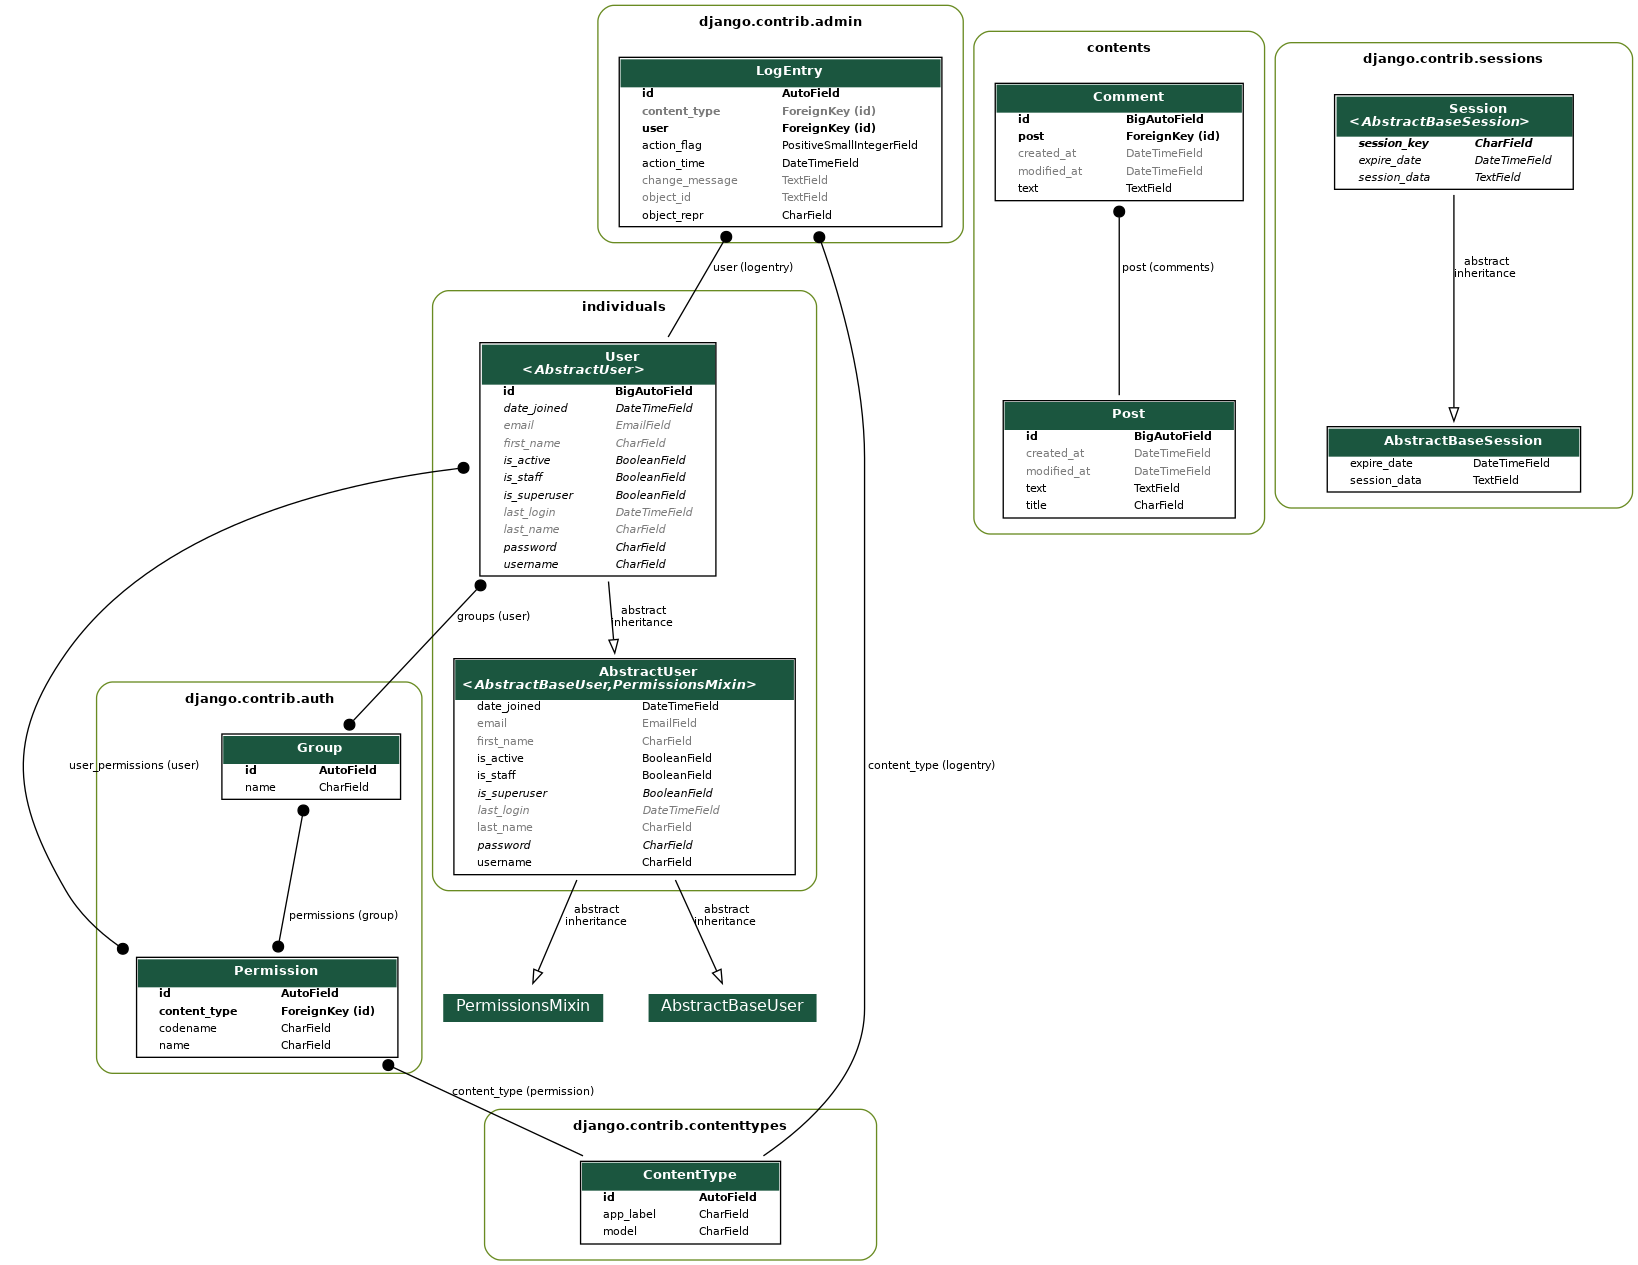 django.contrib.admin
LogEntry
id AutoField
content_type ForeignKey (id)
user ForeignKey (id)
action_flag PositiveSmallIntegerField
action_time DateTimeField
change_message TextField
object_id TextField
object_repr CharField
contents
Comment
id BigAutoField
post ForeignKey (id)
created_at DateTimeField
modified_at DateTimeField
text TextField
post (comments)
Post
id BigAutoField
created_at DateTimeField
modified_at DateTimeField
text TextField
title CharField
django.contrib.sessions
Session
<AbstractBaseSession>
session_key CharField
expire_date DateTimeField
session_data TextField
abstract
inheritance
AbstractBaseSession
expire_date DateTimeField
session_data TextField
user (logentry)
individuals
User
<AbstractUser>
id BigAutoField
date_joined DateTimeField
email EmailField
first_name CharField
is_active BooleanField
is_staff BooleanField
is_superuser BooleanField
last_login DateTimeField
last_name CharField
password CharField
username CharField
groups (user)
abstract
inheritance
AbstractUser
<AbstractBaseUser,PermissionsMixin>
date_joined DateTimeField
email EmailField
first_name CharField
is_active BooleanField
is_staff BooleanField
is_superuser BooleanField
last_login DateTimeField
last_name CharField
password CharField
username CharField
django.contrib.auth
Group
id AutoField
name CharField
user_permissions (user)
content_type (logentry)
permissions (group)
abstract
inheritance
abstract
inheritance
Permission
id AutoField
content_type ForeignKey (id)
codename CharField
name CharField
PermissionsMixin
AbstractBaseUser
content_type (permission)
django.contrib.contenttypes
ContentType
id AutoField
app_label CharField
model CharField